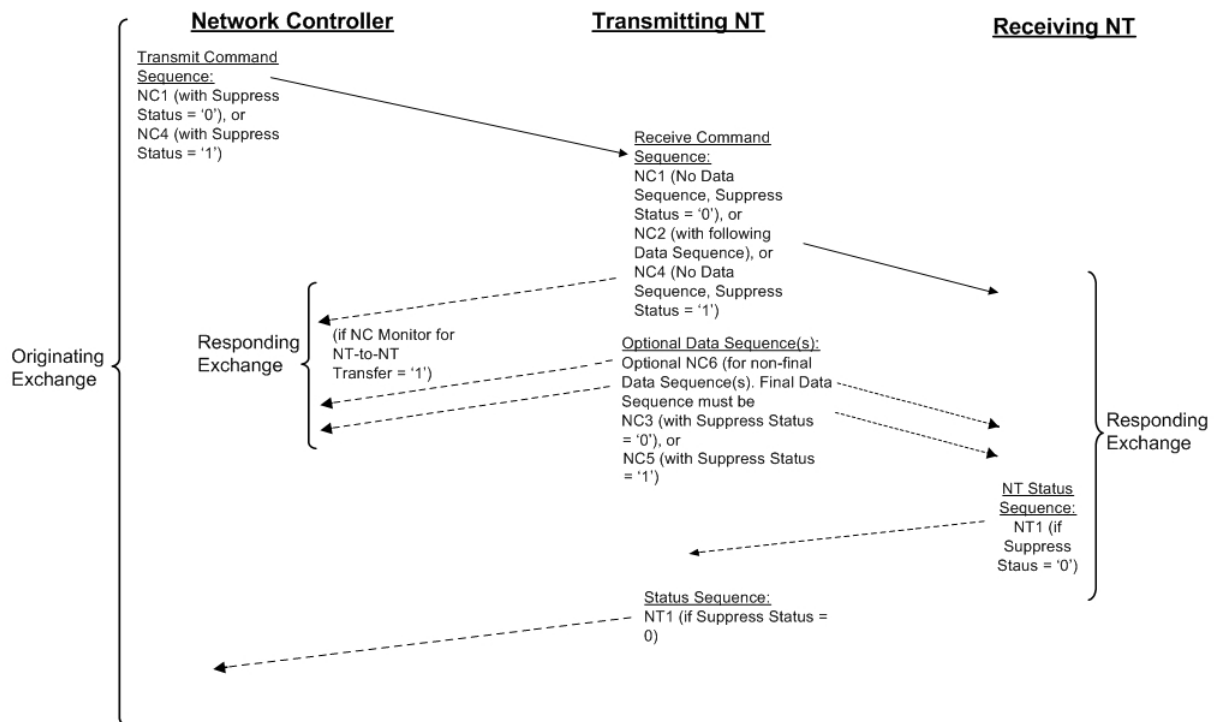 Network Controller
Transmitting NT
Receiving NT
Transmit Command
Sequence:
NC1 (with Suppress
Status = ‘0’), or
NC4 (with Suppress
Status = ‘1’)
Receive Command
Sequence:
NC1 (No Data
Sequence, Suppress
Status = ‘0’), or
NC2 (with following
Data Sequence), or
NC4 (No Data
Sequence, Suppress
Status = ‘1’)
Originating
Exchange
Responding
Exchange
(if NC Monitor for
NT-to-NT
Transfer = ‘1’)
Optional Data Sequence(s):
Optional NC6 (for non-final
Data Sequence(s). Final Data
Sequence must be
NC3 (with Suppress Status
= ‘0’), or
NC5 (with Suppress Status
= ‘1’)
Responding
Exchange
NT Status
Sequence:
NT1 (if
Suppress
Staus = ‘0’)
Status Sequence:
NT1 (if Suppress Status =
0)